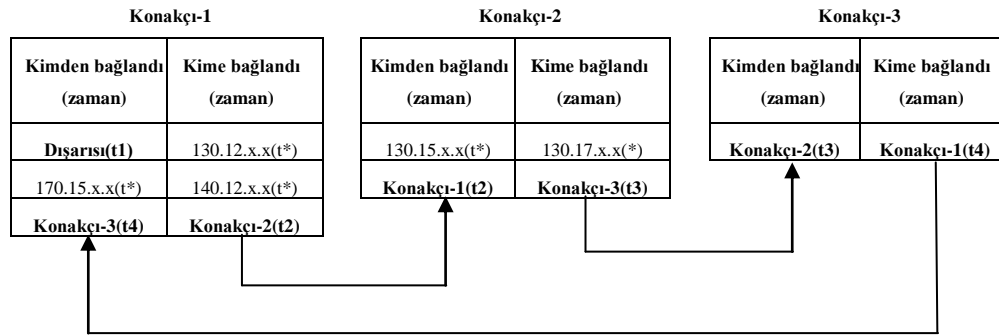 Konakçı-1
Kimden bağlandı Kime bağlandı
(zaman) (zaman)
Dışarısı(t1) 130.12.x.x(t*)
170.15.x.x(t*) 140.12.x.x(t*)
Konakçı-3(t4) Konakçı-2(t2)
Konakçı-2
Kimden bağlandı Kime bağlandı
(zaman) (zaman)
130.15.x.x(t*) 130.17.x.x(*)
Konakçı-1(t2) Konakçı-3(t3)
Konakçı-3
Kimden bağlandı Kime bağlandı
(zaman) (zaman)
Konakçı-2(t3) Konakçı-1(t4)